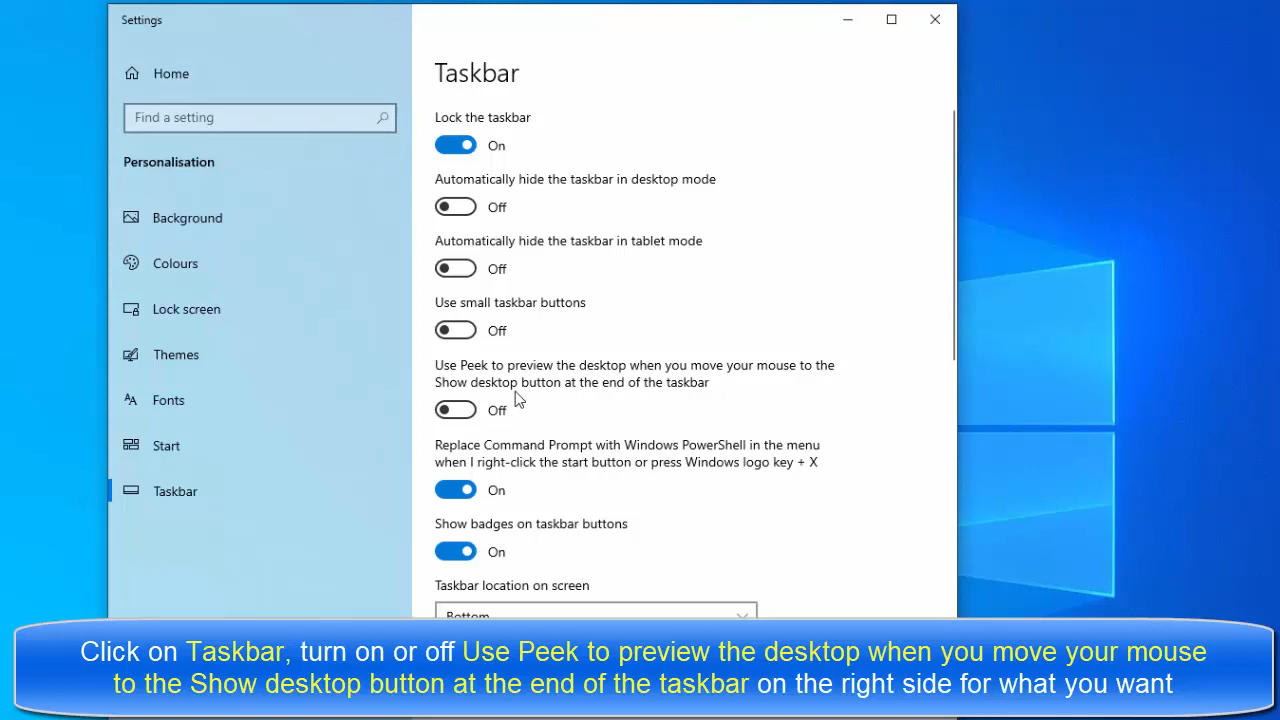 Settings
Home
Find a setting
Personalisation
Background
Colours
Lock screen
Themes
Fonts
Start
Taskbar
Taskbar
Lock the taskbar
On
Automatically hide the taskbar in desktop mode
Off
Automatically hide the taskbar in tablet mode
Off
Use small taskbar buttons
Off
Use Peek to preview the desktop when you move your mouse to the
Show desktop button at the end of the taskbar
Off
Replace Command Prompt with Windows PowerShell in the menu
when I right-click the start button or press Windows logo key + X
On
Show badges on taskbar buttons
On
Taskbar location on screen
Bottom
Click on Taskbar, turn on or off Use Peek to preview the desktop when you move your mouse
to the Show desktop button at the end of the taskbar on the right side for what you want